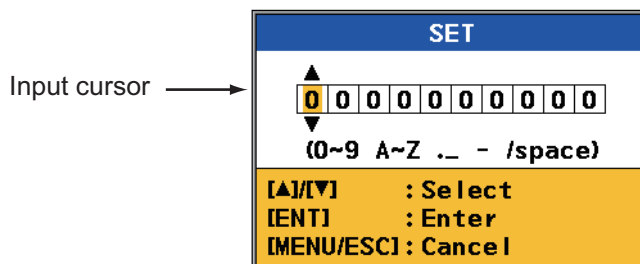 SET
Input cursor
▲
0 0 0 0 0 0 0 0 0 0
▼
(0~9 A~Z ._ - /space)
[▲]/[▼] :Select
[ENT] :Enter
[MENU/ESC]:Cancel